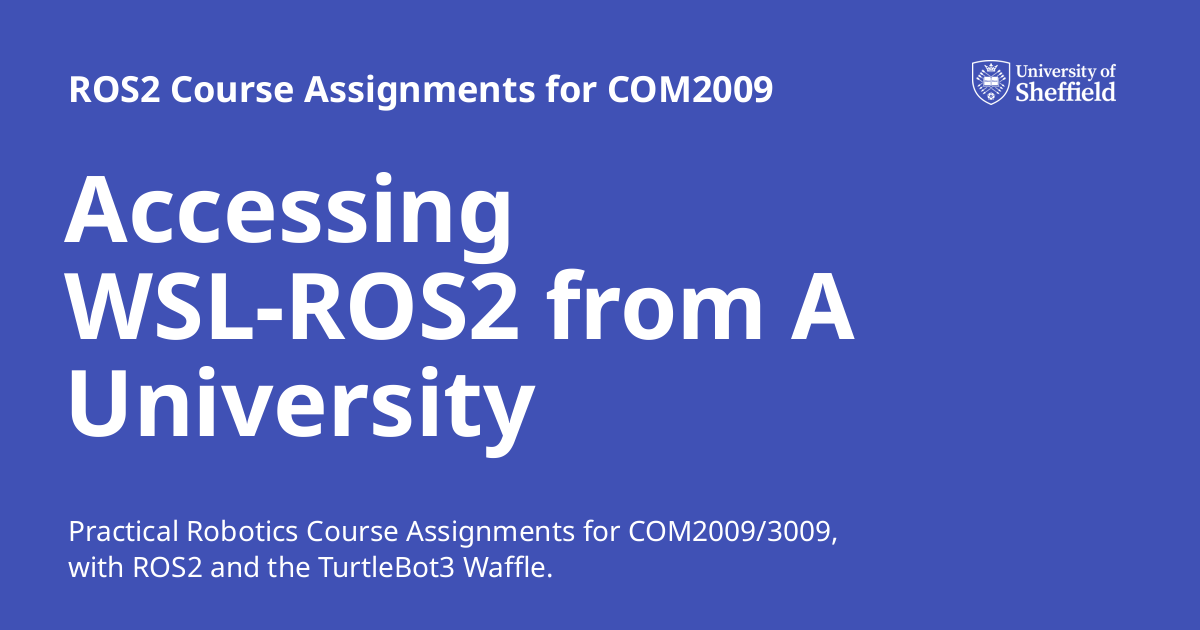 ROS2 Course Assignments for COM2009
University of
Sheffield
Accessing
WSL-ROS2 from A
University
Practical Robotics Course Assignments for COM2009/3009,
with ROS2 and the TurtleBot3 Waffle.